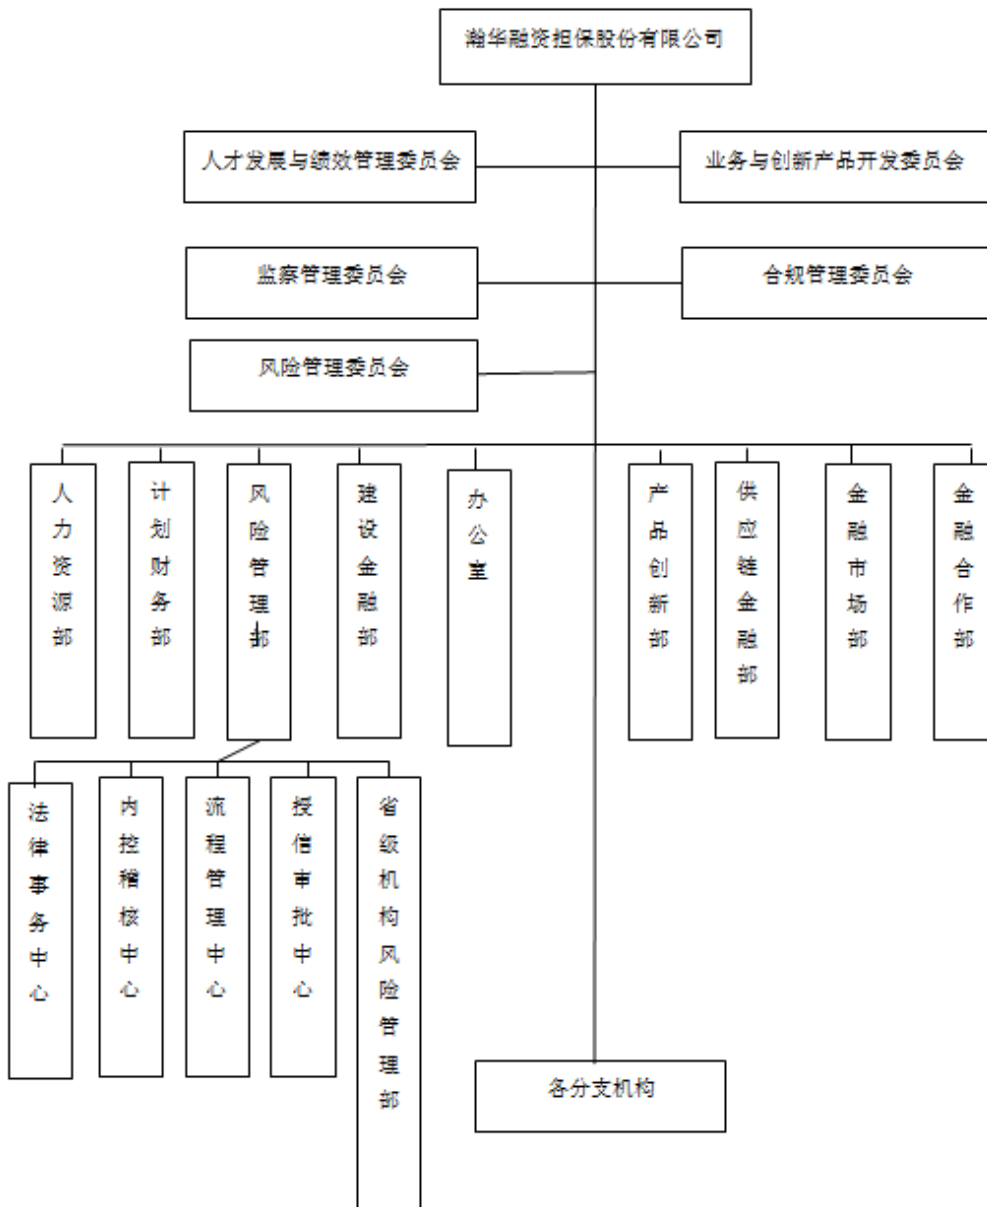 瀚华融资担保股份有限公司
人才发展与绩效管理委员会
业务与创新产品开发委员会
监察管理委员会
合规管理委员会
风险管理委员会
人力资源部
计划财务部
风险管理部
建设金融部
办公室
产品创新部
供应链金融部
金融市场部
金融合作部
法律事务中心
内控稽核中心
流程管理中心
授信审批中心
省级机构风险管理部
各分支机构